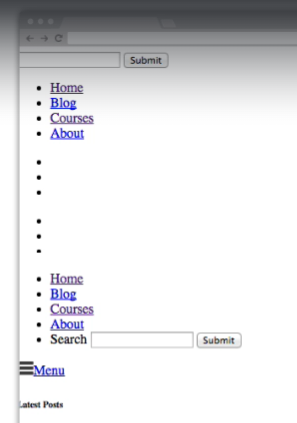 Submit
Home
Blog
Courses
About
Home
Blog
Courses
About
Search Submit
Menu
Latest Posts